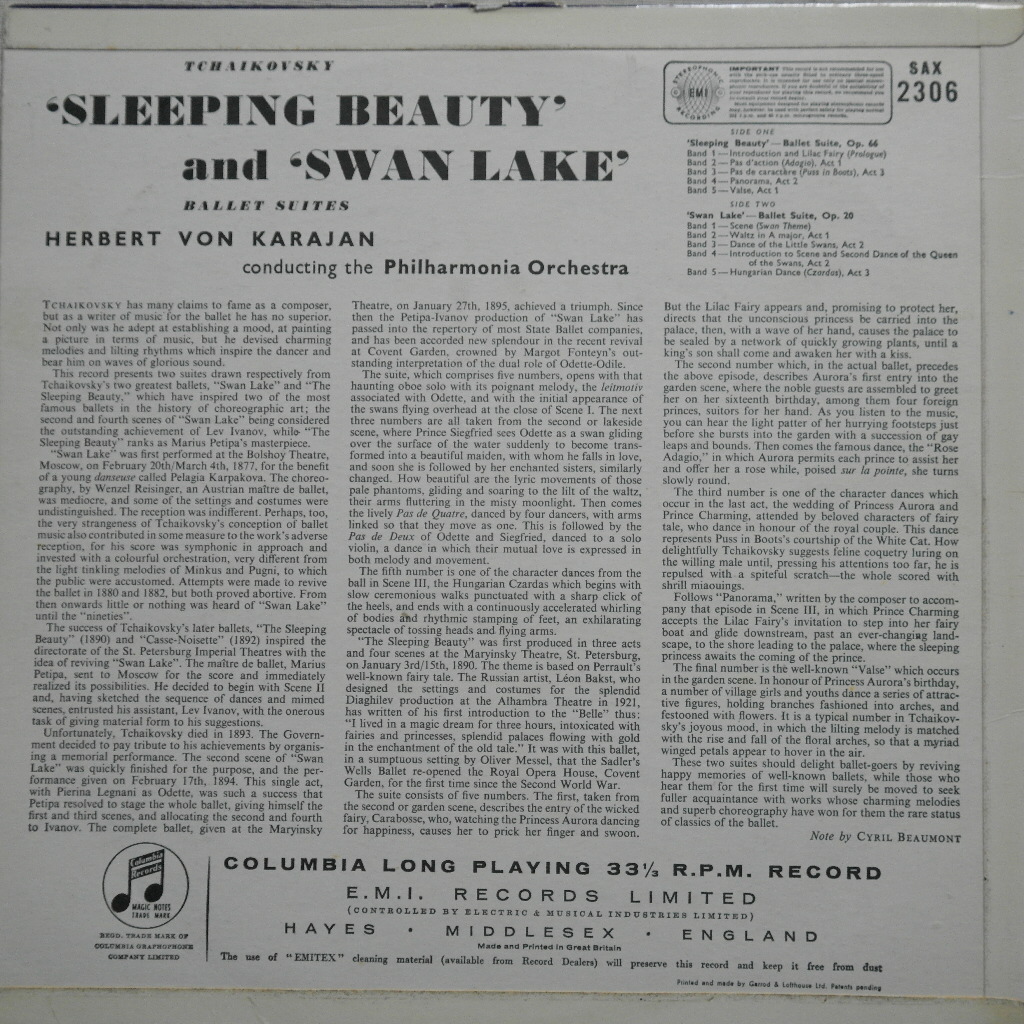 TCHAIKOVSKY
‘SLEEPING BEAUTY’
and ‘SWAN LAKE’
BALLET SUITES
HERBERT VON KARAJAN
conducting the Philharmonia Orchestra
STEREOPHONIC
EMI
RECORDING
SAX
2306
SIDE ONE
'Sleeping Beauty'—Ballet Suite, Op. 66
Band 1—Introduction and Lilac Fairy (Prologue)
Band 2—Pas d'action (Adagio), Act 1
Band 3—Pas de caractère (Puss in Boots), Act 3
Band 4—Panorama, Act 2
Band 5—Valse, Act 1
SIDE TWO
'Swan Lake'—Ballet Suite, Op. 20
Band 1—Scene (Swan Theme)
Band 2—Waltz in A major, Act 1
Band 3—Dance of the Little Swans, Act 2
Band 4—Introduction to Scene and Second Dance of the Queen
of the Swans, Act 2
Band 5—Hungarian Dance (Czardas), Act 3
TCHAIKOVSKY has many claims to fame as a composer,
but as a writer of music for the ballet he has no superior.
Not only was he adept at establishing a mood, at painting
a picture in terms of music, but he devised charming
melodies and lilting rhythms which inspire the dancer and
bear him on waves of glorious sound.
This record presents two suites drawn respectively from
Tchaikovsky's two greatest ballets, "Swan Lake" and "The
Sleeping Beauty," which have inspired two of the most
famous ballets in the history of choreographic art; the
second and fourth scenes of "Swan Lake" being considered
the outstanding achievement of Lev Ivanov, while "The
Sleeping Beauty" ranks as Marius Petipa's masterpiece.
"Swan Lake" was first performed at the Bolshoy Theatre,
Moscow, on February 20th/March 4th, 1877, for the benefit
of a young danseuse called Pelagia Karpakova. The choreo-
graphy, by Wenzel Reisinger, an Austrian maître de ballet,
was mediocre, and some of the settings and costumes were
undistinguished. The reception was indifferent. Perhaps, too,
the very strangeness of Tchaikovsky's conception of ballet
music also contributed in some measure to the work's adverse
reception, for his score was symphonic in approach and
invested with a colourful orchestration, very different from
the light tinkling melodies of Minkus and Pugni, to which
the public were accustomed. Attempts were made to revive
the ballet in 1880 and 1882, but both proved abortive. From
then onwards little or nothing was heard of "Swan Lake"
until the "nineties".
The success of Tchaikovsky's later ballets, "The Sleeping
Beauty" (1890) and "Casse-Noisette" (1892) inspired the
directorate of the St. Petersburg Imperial Theatres with the
idea of reviving "Swan Lake". The maître de ballet, Marius
Petipa, sent to Moscow for the score and immediately
realized its possibilities. He decided to begin with Scene II
and, having sketched the sequence of dances and mimed
scenes, entrusted his assistant, Lev Ivanov, with the onerous
task of giving material form to his suggestions.
Unfortunately, Tchaikovsky died in 1893. The Govern-
ment decided to pay tribute to his achievements by organis-
ing a memorial performance. The second scene of "Swan
Lake" was quickly finished for the purpose, and the per-
formance given on February 17th, 1894. This single act,
with Pierina Legnani as Odette, was such a success that
Petipa resolved to stage the whole ballet, giving himself the
first and third scenes, and allocating the second and fourth
to Ivanov. The complete ballet, given at the Maryinsky
Theatre, on January 27th, 1895, achieved a triumph. Since
then the Petipa-Ivanov production of "Swan Lake" has
passed into the repertory of most State Ballet companies,
and has been accorded new splendour in the recent revival
at Covent Garden, crowned by Margot Fonteyn's out-
standing interpretation of the dual role of Odette-Odile.
The suite, which comprises five numbers, opens with that
haunting oboe solo with its poignant melody, the leitmotiv
associated with Odette, and with the initial appearance of
the swans flying overhead at the close of Scene I. The next
three numbers are all taken from the second or lakeside
scene, where Prince Siegfried sees Odette as a swan gliding
over the surface of the water suddenly to become trans-
formed into a beautiful maiden, with whom he falls in love,
and soon she is followed by her enchanted sisters, similarly
changed. How beautiful are the lyric movements of those
pale phantoms, gliding and soaring to the lilt of the waltz,
their arms fluttering in the misty moonlight. Then comes
the lively Pas de Quatre, danced by four dancers, with arms
linked so that they move as one. This is followed by the
Pas de Deux of Odette and Siegfried, danced to a solo
violin, a dance in which their mutual love is expressed in
both melody and movement.
The fifth number is one of the character dances from the
ball in Scene III, the Hungarian Czardas which begins with
slow ceremonious walks punctuated with a sharp click of
the heels, and ends with a continuously accelerated whirling
of bodies and rhythmic stamping of feet, an exhilarating
spectacle of tossing heads and flying arms.
"The Sleeping Beauty" was first produced in three acts
and four scenes at the Maryinsky Theatre, St. Petersburg,
on January 3rd/15th, 1890. The theme is based on Perrault's
well-known fairy tale. The Russian artist, Léon Bakst, who
designed the settings and costumes for the splendid
Diaghilev production at the Alhambra Theatre in 1921,
has written of his first introduction to the "Belle" thus:
"I lived in a magic dream for three hours, intoxicated with
fairies and princesses, splendid palaces flowing with gold
in the enchantment of the old tale." It was with this ballet,
in a sumptuous setting by Oliver Messel, that the Sadler's
Wells Ballet re-opened the Royal Opera House, Covent
Garden, for the first time since the Second World War.
The suite consists of five numbers. The first, taken from
the second or garden scene, describes the entry of the wicked
fairy, Carabosse, who, watching the Princess Aurora dancing
for happiness, causes her to prick her finger and swoon.
But the Lilac Fairy appears and, promising to protect her,
directs that the unconscious princess be carried into the
palace, then, with a wave of her hand, causes the palace to
be sealed by a network of quickly growing plants, until a
king's son shall come and awaken her with a kiss.
The second number which, in the actual ballet, precedes
the above episode, describes Aurora's first entry into the
garden scene, where the noble guests are assembled to greet
her on her sixteenth birthday, among them four foreign
princes, suitors for her hand. As you listen to the music,
you can hear the light patter of her hurrying footsteps just
before she bursts into the garden with a succession of gay
leaps and bounds. Then comes the famous dance, the "Rose
Adagio," in which Aurora permits each prince to assist her
and offer her a rose while, poised sur la pointe, she turns
slowly round.
The third number is one of the character dances which
occur in the last act, the wedding of Princess Aurora and
Prince Charming, attended by beloved characters of fairy
tale, who dance in honour of the royal couple. This dance
represents Puss in Boots's courtship of the White Cat. How
delightfully Tchaikovsky suggests feline coquetry luring on
the willing male until, pressing his attentions too far, he is
repulsed with a spiteful scratch—the whole scored with
shrill miaouings.
Follows "Panorama," written by the composer to accom-
pany that episode in Scene III, in which Prince Charming
accepts the Lilac Fairy's invitation to step into her fairy
boat and glide downstream, past an ever-changing land-
scape, to the shore leading to the palace, where the sleeping
princess awaits the coming of the prince.
The final number is the well-known "Valse" which occurs
in the garden scene. In honour of Princess Aurora's birthday,
a number of village girls and youths dance a series of attrac-
tive figures, holding branches fashioned into arches, and
festooned with flowers. It is a typical number in Tchaikov-
sky's joyous mood, in which the lilting melody is matched
with the rise and fall of the floral arches, so that a myriad
winged petals appear to hover in the air.
These two suites should delight ballet-goers by reviving
happy memories of well-known ballets, while those who
hear them for the first time will surely be moved to seek
fuller acquaintance with works whose charming melodies
and superb choreography have won for them the rare status
of classics of the ballet.
Note by CYRIL BEAUMONT
Columbia
Records
MAGIC NOTES
TRADE MARK
REGD. TRADE MARK OF
COLUMBIA GRAPHOPHONE
COMPANY LIMITED
COLUMBIA LONG PLAYING 33⅓ R.P.M. RECORD
E.M.I. RECORDS LIMITED
(CONTROLLED BY ELECTRIC & MUSICAL INDUSTRIES LIMITED)
HAYES · MIDDLESEX · ENGLAND
Made and Printed in Great Britain
The use of "EMITEX" cleaning material (available from Record Dealers) will preserve this record and keep it free from dust
Printed and made by Garrod & Lofthouse Ltd. Patents pending